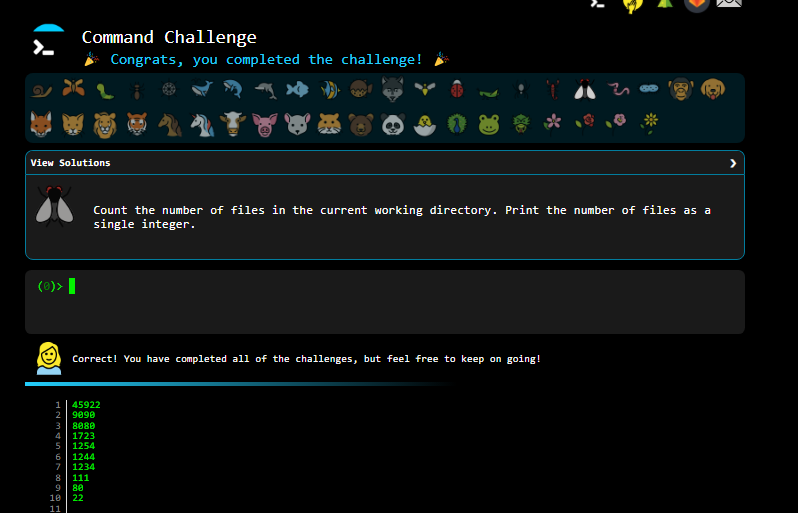 Command Challenge
🎉 Congrats, you completed the challenge! 🎉
View Solutions ❯
Count the number of files in the current working directory. Print the number of files as a
single integer.
(0)>
Correct! You have completed all of the challenges, but feel free to keep on going!
1 45922
2 9090
3 8080
4 1723
5 1254
6 1244
7 1234
8 111
9 80
10 22
11